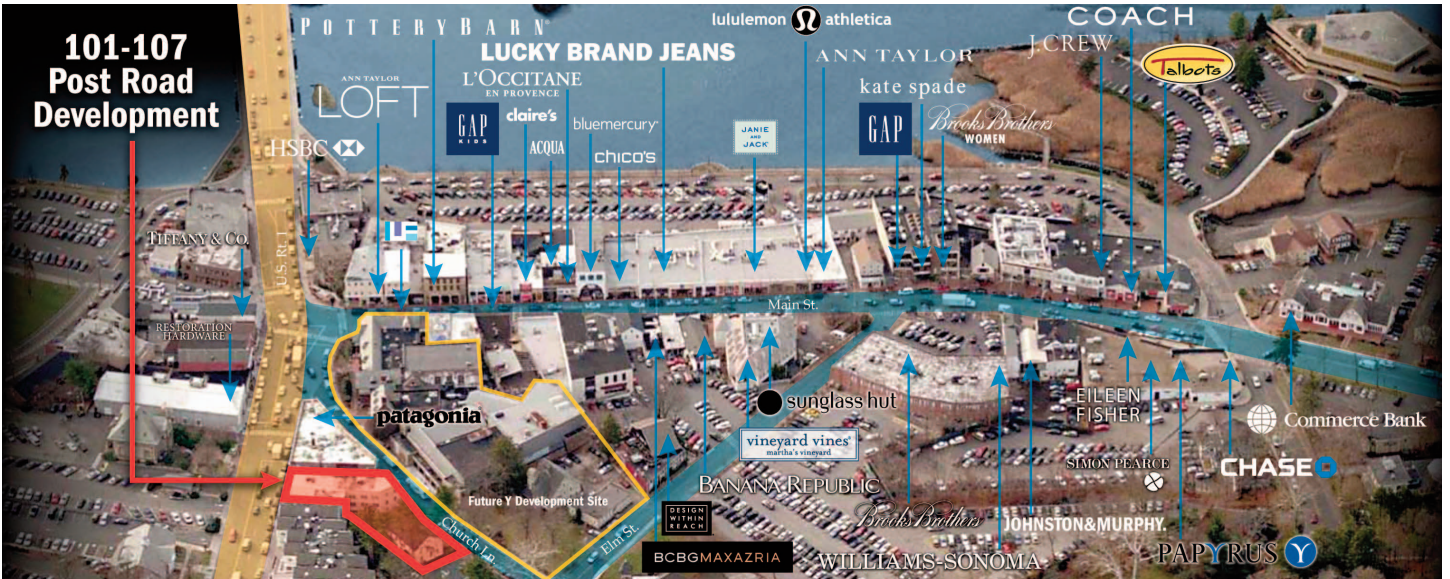 101-107
Post Road
Development
POTTERY BARN
lululemon athletica
COACH
J.CREW
Talbots
LUCKY BRAND JEANS
ANN TAYLOR
ANN TAYLOR
LOFT
L'OCCITANE
EN PROVENCE
kate spade
GAP
KIDS
claire's
bluemercury
ACQUA
chico's
JANIE
AND
JACK
GAP
Brooks Brothers
WOMEN
HSBC
TIFFANY & CO.
U.S. Rt. 1
LF
Main St.
RESTORATION
HARDWARE
patagonia
sunglass hut
EILEEN
FISHER
Commerce Bank
vineyard vines®
martha's vineyard
SIMON PEARCE
CHASE
BANANA REPUBLIC
Future Y Development Site
Church Ln.
Elm St.
DESIGN
WITHIN
REACH
Brooks Brothers
JOHNSTON&MURPHY.
BCBGMAXAZRIA
WILLIAMS-SONOMA
PAPYRUS